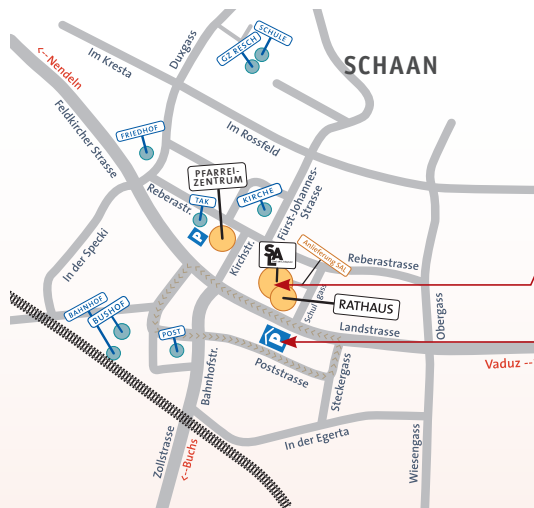 SCHAAN
Im Kresta
Duxgass
GZ RESCH
SCHULE
<--Nendeln
Feldkircher Strasse
FRIEDHOF
Im Rossfeld
PFARREI-
ZENTRUM
Reberastr.
TAK
P
KIRCHE
Fürst-Johannes-
Strasse
Kirchstr.
SAL
Anlieferung SAL
Reberastrasse
In der Specki
Schulgass
RATHAUS
Obergass
BAHNHOF
BUSHOF
POST
P
Landstrasse
Vaduz --
Poststrasse
Bahnhofstr.
Steckergass
In der Egerta
Zollstrasse
<--Buchs
Wiesengass